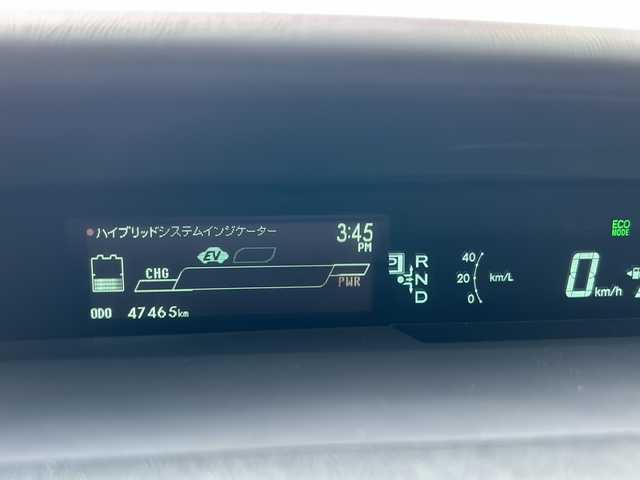 ハイブリッドシステムインジケーター
3:45
PM
EV
CHG
PWR
ODO 47465km
P
R
N
D
40
20
0
km/L
ECO
MODE
0 km/h